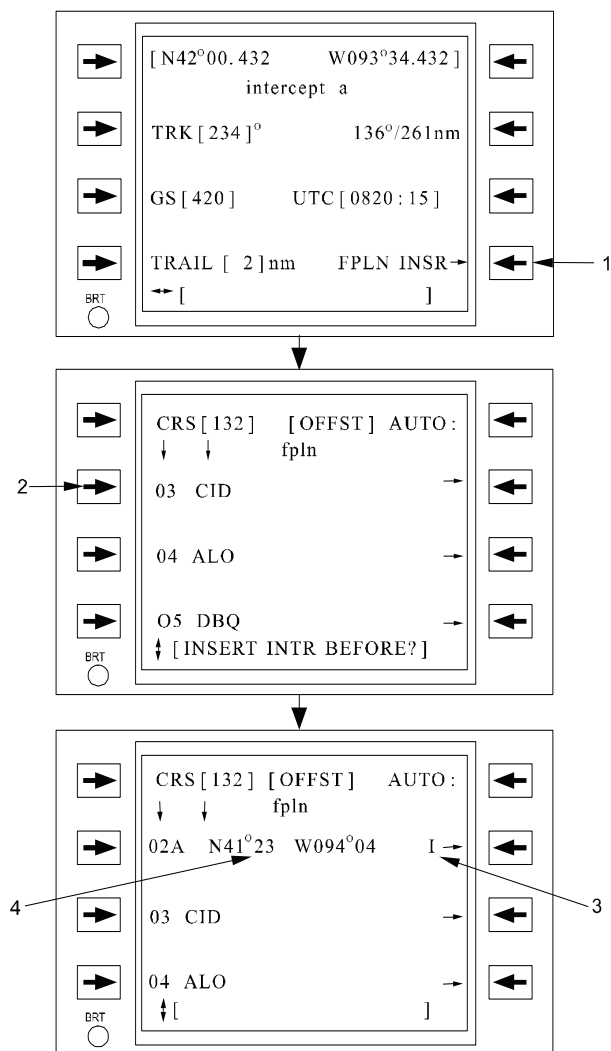 [N42°00.432 W093°34.432]
intercept a
TRK[234]° 136°/261nm
GS[420] UTC[0820:15]
TRAIL [ 2]nm FPLN INSR→
1
BRT
↔[ ]
CRS[132] [OFFST] AUTO:
↓ ↓ fpln
2
03 CID →
04 ALO →
O5 DBQ →
BRT
↕[INSERT INTR BEFORE?]
CRS[132] [OFFST] AUTO:
↓ ↓ fpln
02A N41°23 W094°04 I→
4
3
03 CID →
04 ALO →
BRT
↕[ ]